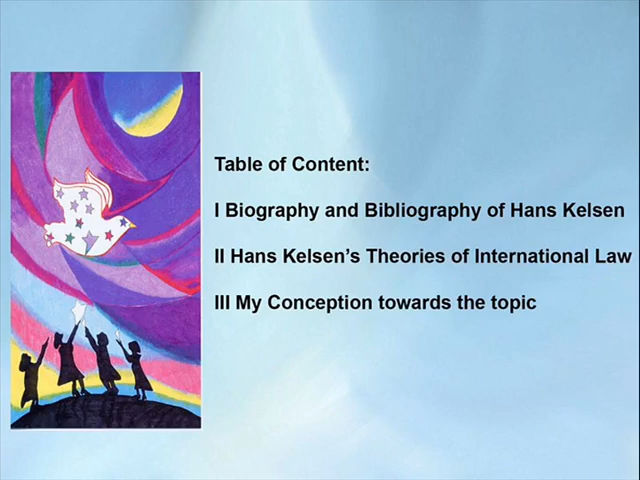 Table of Content:
I Biography and Bibliography of Hans Kelsen
II Hans Kelsen’s Theories of International Law
III My Conception towards the topic